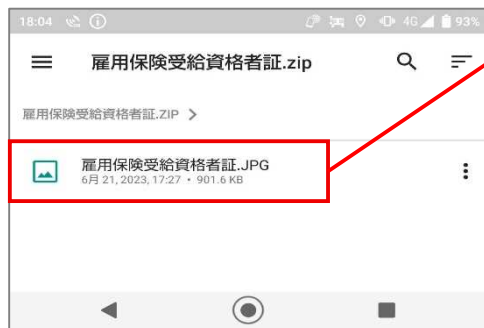 18:04 4G 93%
雇用保険受給資格者証.zip
雇用保険受給資格者証.ZIP >
雇用保険受給資格者証.JPG
6月 21, 2023, 17:27 • 901.6 KB